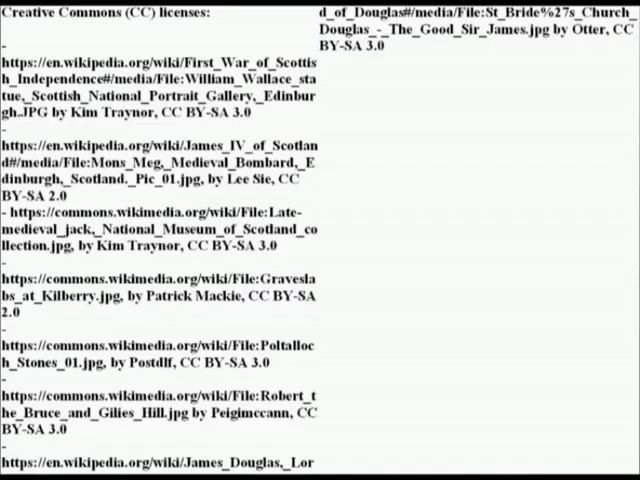 Creative Commons (CC) licenses:
-
https://en.wikipedia.org/wiki/First_War_of_Scottis
h_Independence#/media/File:William_Wallace_sta
tue,_Scottish_National_Portrait_Gallery,_Edinbur
gh.JPG by Kim Traynor, CC BY-SA 3.0
-
https://en.wikipedia.org/wiki/James_IV_of_Scotlan
d#/media/File:Mons_Meg,_Medieval_Bombard,_E
dinburgh,_Scotland._Pic_01.jpg, by Lee Sie, CC
BY-SA 2.0
- https://commons.wikimedia.org/wiki/File:Late-
medieval_jack,_National_Museum_of_Scotland_co
llection.jpg, by Kim Traynor, CC BY-SA 3.0
-
https://commons.wikimedia.org/wiki/File:Gravesla
bs_at_Kilberry.jpg, by Patrick Mackie, CC BY-SA
2.0
-
https://commons.wikimedia.org/wiki/File:Poltalloc
h_Stones_01.jpg, by Postdlf, CC BY-SA 3.0
-
https://commons.wikimedia.org/wiki/File:Robert_t
he_Bruce_and_Gilies_Hill.jpg by Peigimccann, CC
BY-SA 3.0
-
https://en.wikipedia.org/wiki/James_Douglas,_Lor
d_of_Douglas#/media/File:St_Bride%27s_Church_
Douglas_-_The_Good_Sir_James.jpg by Otter, CC
BY-SA 3.0